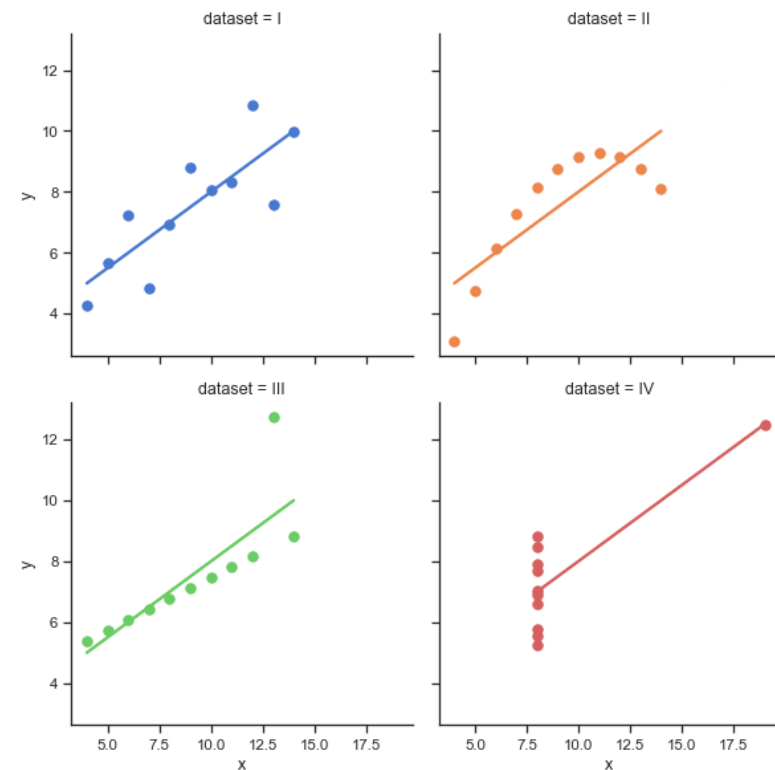 dataset = I
dataset = II
12
10
8
6
4
y
dataset = III
dataset = IV
12
10
8
6
4
y
5.0 7.5 10.0 12.5 15.0 17.5
5.0 7.5 10.0 12.5 15.0 17.5
x
x